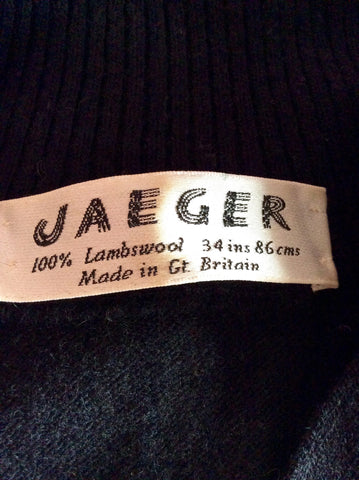 JAEGER
100% Lambswool 34 ins 86 cms
Made in Gt. Britain